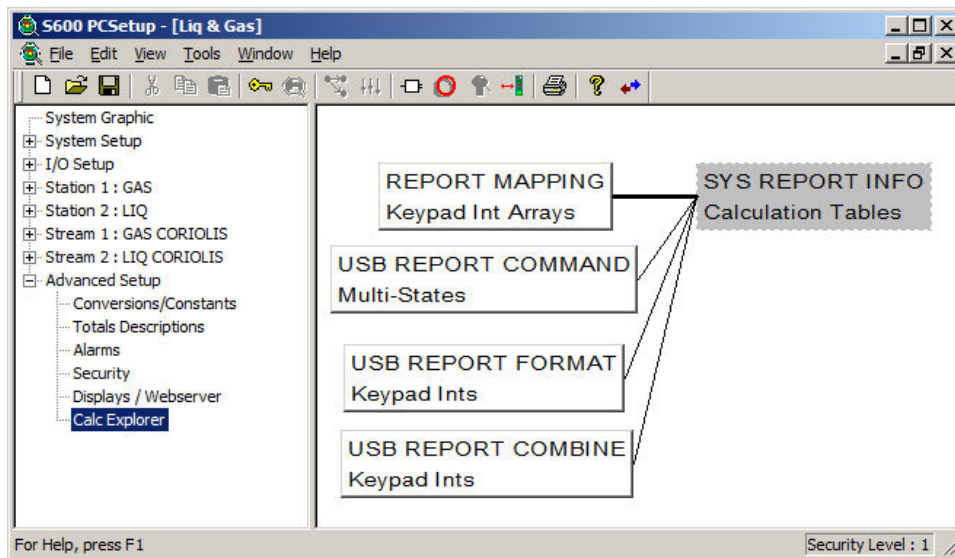 S600 PCSetup - [Liq & Gas]
File Edit View Tools Window Help
System Graphic
System Setup
I/O Setup
Station 1 : GAS
Station 2 : LIQ
Stream 1 : GAS CORIOLIS
Stream 2 : LIQ CORIOLIS
Advanced Setup
Conversions/Constants
Totals Descriptions
Alarms
Security
Displays / Webserver
Calc Explorer
REPORT MAPPING
Keypad Int Arrays
SYS REPORT INFO
Calculation Tables
USB REPORT COMMAND
Multi-States
USB REPORT FORMAT
Keypad Ints
USB REPORT COMBINE
Keypad Ints
For Help, press F1
Security Level : 1